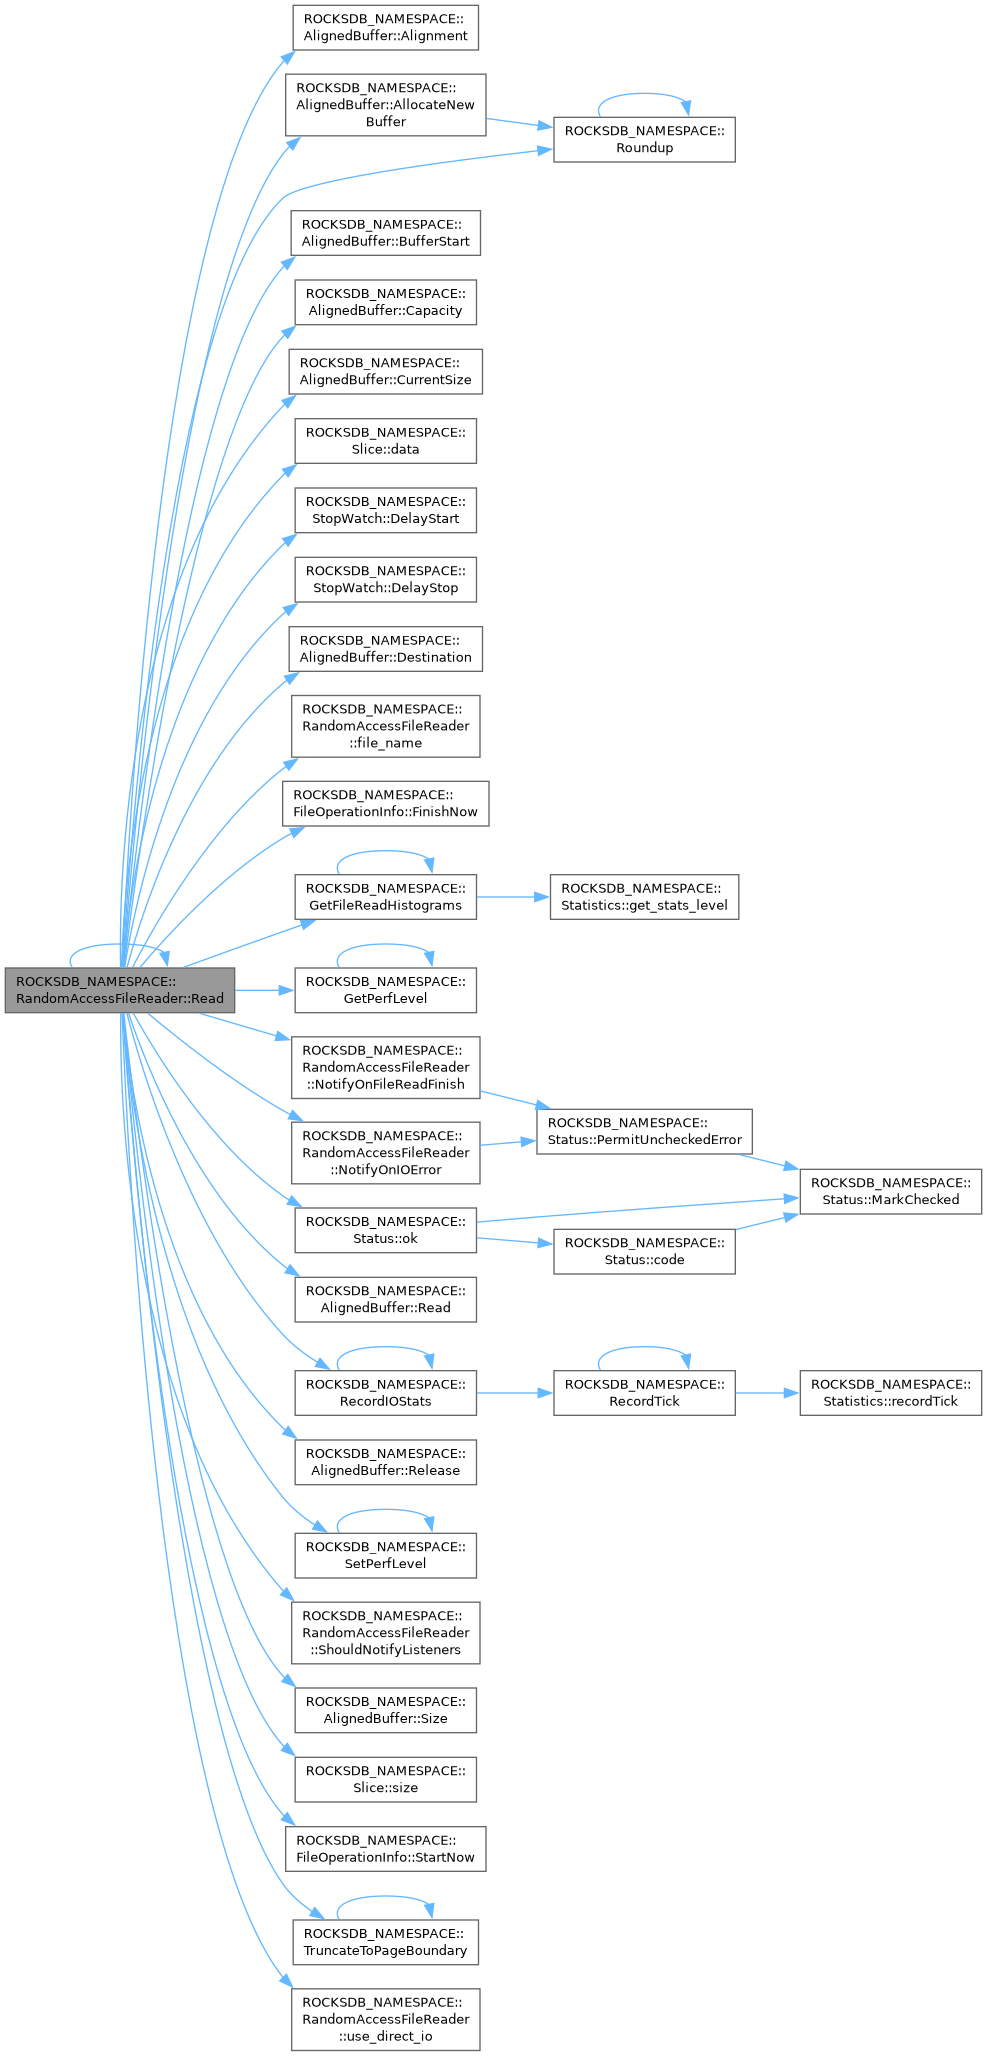 ROCKSDB_NAMESPACE::
AlignedBuffer::Alignment
ROCKSDB_NAMESPACE::
AlignedBuffer::AllocateNew
Buffer
ROCKSDB_NAMESPACE::
Roundup
ROCKSDB_NAMESPACE::
AlignedBuffer::BufferStart
ROCKSDB_NAMESPACE::
AlignedBuffer::Capacity
ROCKSDB_NAMESPACE::
AlignedBuffer::CurrentSize
ROCKSDB_NAMESPACE::
Slice::data
ROCKSDB_NAMESPACE::
StopWatch::DelayStart
ROCKSDB_NAMESPACE::
StopWatch::DelayStop
ROCKSDB_NAMESPACE::
AlignedBuffer::Destination
ROCKSDB_NAMESPACE::
RandomAccessFileReader
::file_name
ROCKSDB_NAMESPACE::
FileOperationInfo::FinishNow
ROCKSDB_NAMESPACE::
GetFileReadHistograms
ROCKSDB_NAMESPACE::
Statistics::get_stats_level
ROCKSDB_NAMESPACE::
RandomAccessFileReader::Read
ROCKSDB_NAMESPACE::
GetPerfLevel
ROCKSDB_NAMESPACE::
RandomAccessFileReader
::NotifyOnFileReadFinish
ROCKSDB_NAMESPACE::
RandomAccessFileReader
::NotifyOnIOError
ROCKSDB_NAMESPACE::
Status::PermitUncheckedError
ROCKSDB_NAMESPACE::
Status::MarkChecked
ROCKSDB_NAMESPACE::
Status::ok
ROCKSDB_NAMESPACE::
Status::code
ROCKSDB_NAMESPACE::
AlignedBuffer::Read
ROCKSDB_NAMESPACE::
RecordIOStats
ROCKSDB_NAMESPACE::
RecordTick
ROCKSDB_NAMESPACE::
Statistics::recordTick
ROCKSDB_NAMESPACE::
AlignedBuffer::Release
ROCKSDB_NAMESPACE::
SetPerfLevel
ROCKSDB_NAMESPACE::
RandomAccessFileReader
::ShouldNotifyListeners
ROCKSDB_NAMESPACE::
AlignedBuffer::Size
ROCKSDB_NAMESPACE::
Slice::size
ROCKSDB_NAMESPACE::
FileOperationInfo::StartNow
ROCKSDB_NAMESPACE::
TruncateToPageBoundary
ROCKSDB_NAMESPACE::
RandomAccessFileReader
::use_direct_io